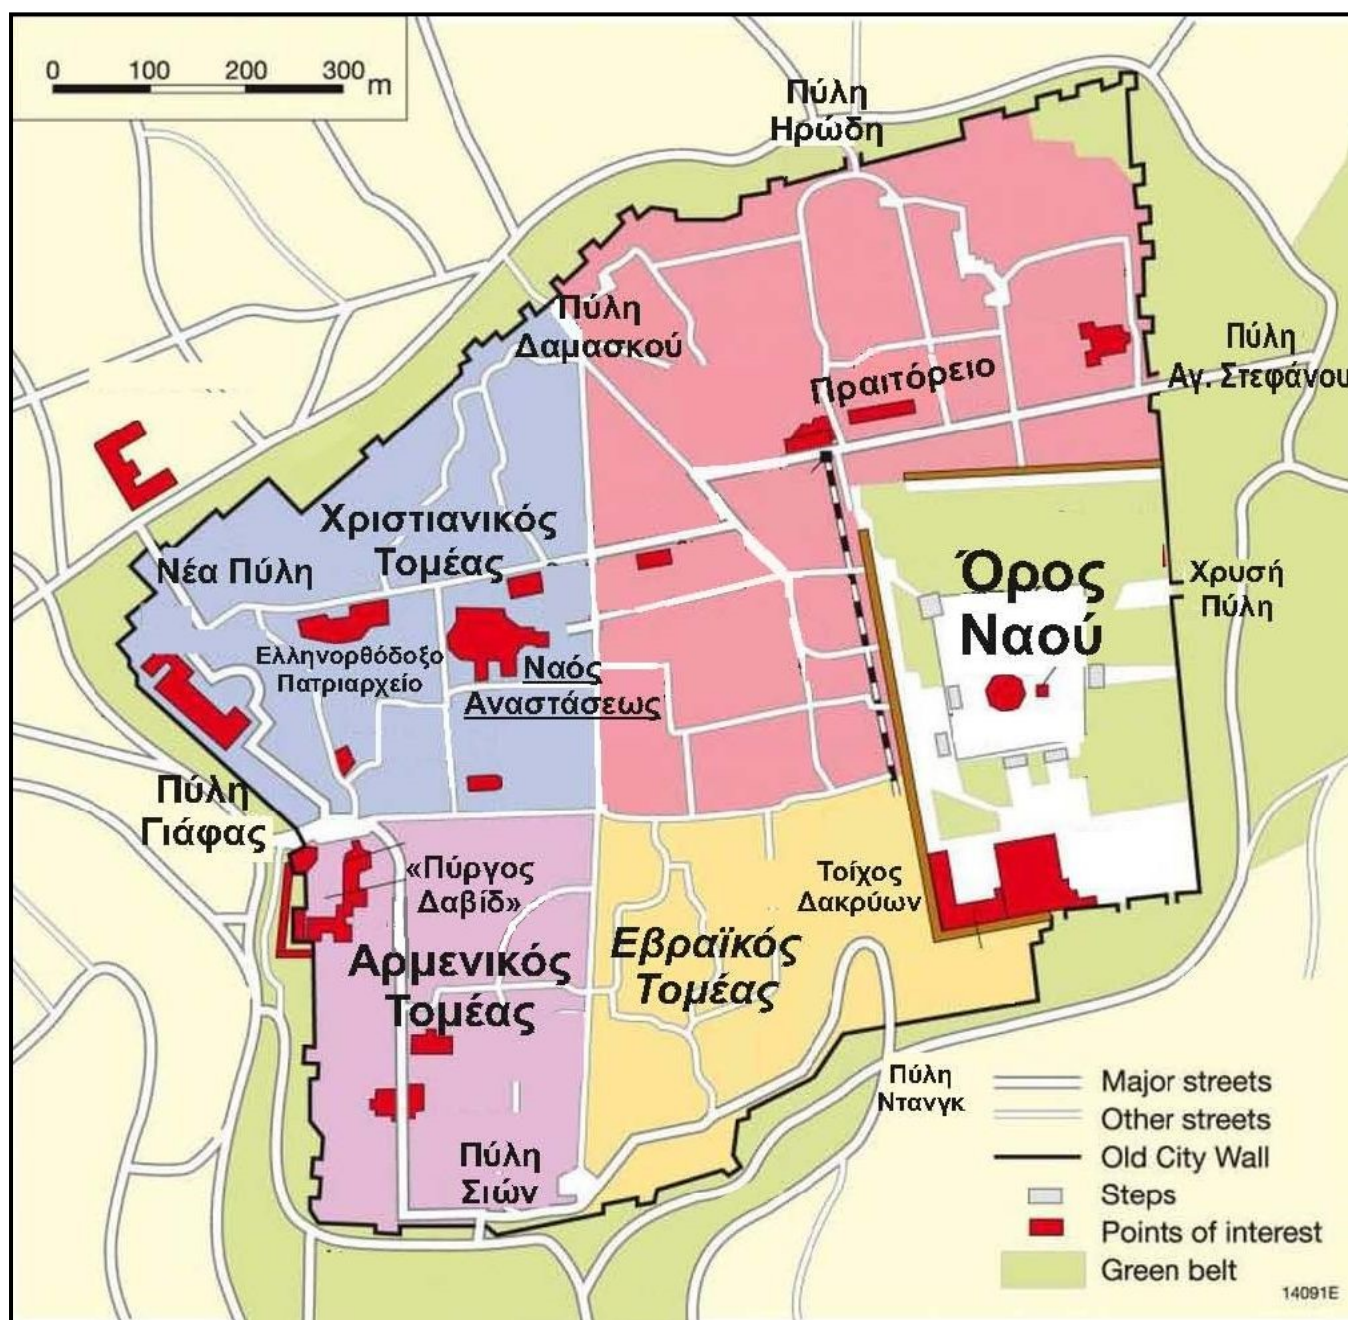 0 100 200 300 m
Πύλη
Ηρώδη
Πύλη
Δαμασκού
Πύλη
Αγ. Στεφάνου
Πραιτόρειο
Χριστιανικός
Τομέας
Νέα Πύλη
Όρος
Ναού
Χρυσή
Πύλη
Ελληνορθόδοξο
Πατριαρχείο
Ναός
Αναστάσεως
Πύλη
Γιάφας
«Πύργος
Δαβίδ»
Τοίχος
Δακρύων
Αρμενικός
Τομέας
Εβραϊκός
Τομέας
Πύλη
Ντανγκ
Πύλη
Σιών
Major streets
Other streets
Old City Wall
Steps
Points of interest
Green belt
14091E